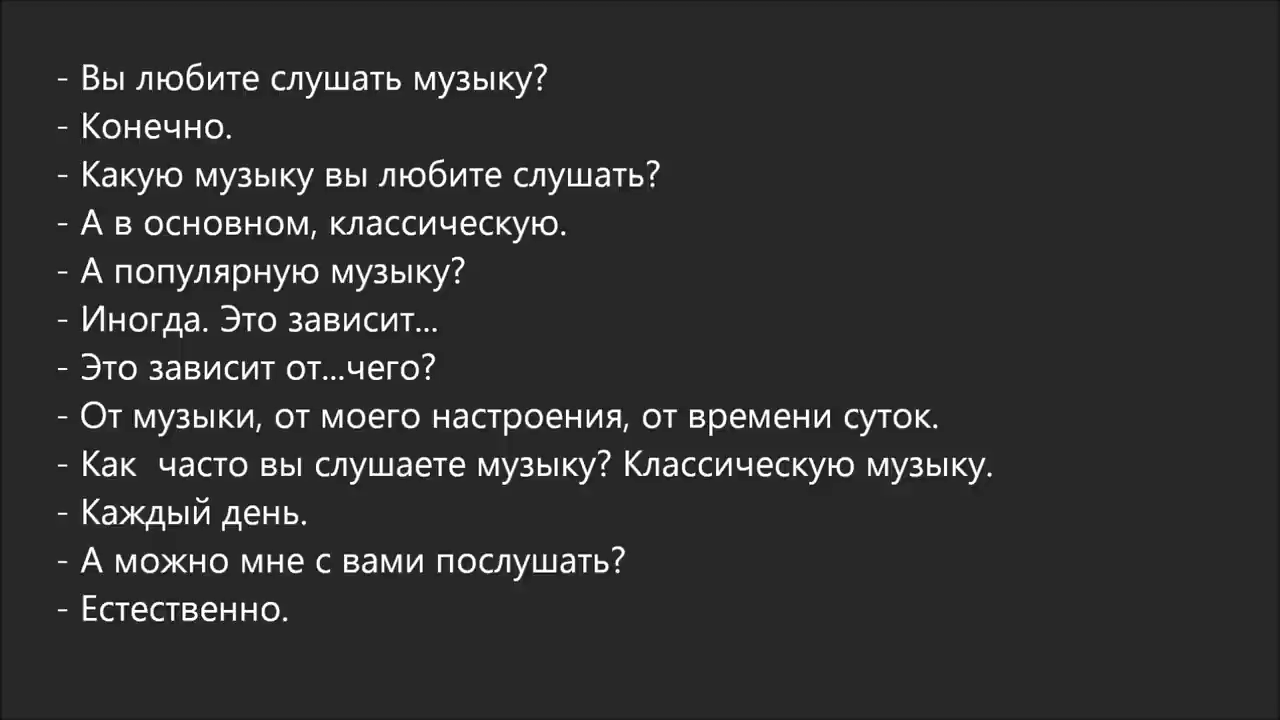 - Вы любите слушать музыку?
- Конечно.
- Какую музыку вы любите слушать?
- А в основном, классическую.
- А популярную музыку?
- Иногда. Это зависит...
- Это зависит от...чего?
- От музыки, от моего настроения, от времени суток.
- Как  часто вы слушаете музыку? Классическую музыку.
- Каждый день.
- А можно мне с вами послушать?
- Естественно.